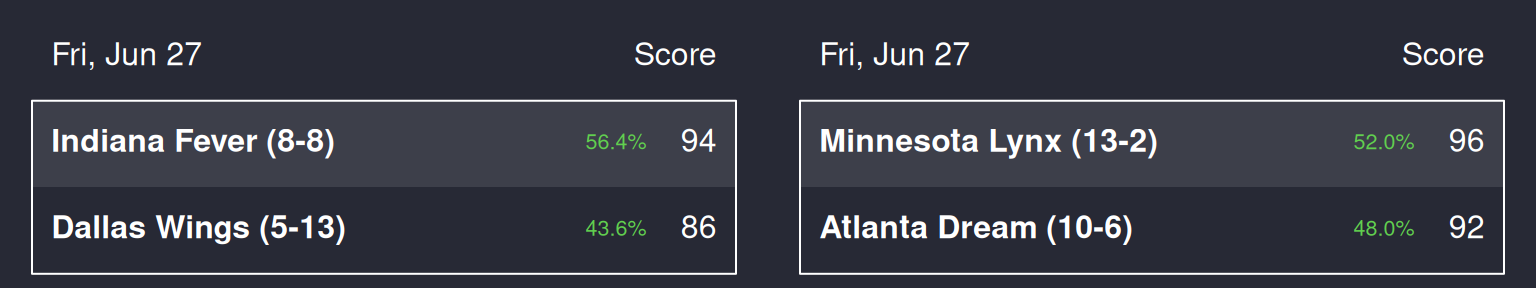 Fri, Jun 27 Score
Indiana Fever (8-8) 56.4% 94
Dallas Wings (5-13) 43.6% 86
Fri, Jun 27 Score
Minnesota Lynx (13-2) 52.0% 96
Atlanta Dream (10-6) 48.0% 92